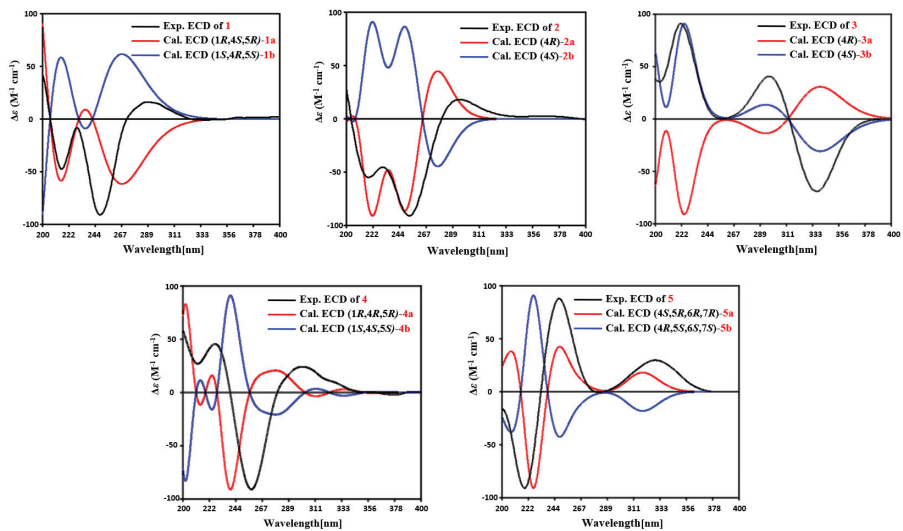 Exp. ECD of 1
Cal. ECD (1R,4S,5R)-1a
Cal. ECD (1S,4R,5S)-1b
Δε (M⁻¹ cm⁻¹)
100
50
0
-50
-100
200 222 244 267 289 311 333 355 378 400
Wavelength[nm]
Exp. ECD of 2
Cal. ECD (4R)-2a
Cal. ECD (4S)-2b
Δε (M⁻¹ cm⁻¹)
100
50
0
-50
-100
200 222 244 267 289 311 333 355 378 400
Wavelength[nm]
Exp. ECD of 3
Cal. ECD (4R)-3a
Cal. ECD (4S)-3b
Δε (M⁻¹ cm⁻¹)
100
50
0
-50
-100
200 222 244 266 289 311 333 355 378 400
Wavelength[nm]
Exp. ECD of 4
Cal. ECD (1R,4R,5R)-4a
Cal. ECD (1S,4S,5S)-4b
Δε (M⁻¹ cm⁻¹)
100
50
0
-50
-100
200 222 244 267 289 311 333 355 378 400
Wavelength[nm]
Exp. ECD of 5
Cal. ECD (4S,5R,6R,7R)-5a
Cal. ECD (4R,5S,6S,7S)-5b
Δε (M⁻¹ cm⁻¹)
100
50
0
-50
-100
200 222 244 266 289 311 333 355 378 400
Wavelength[nm]